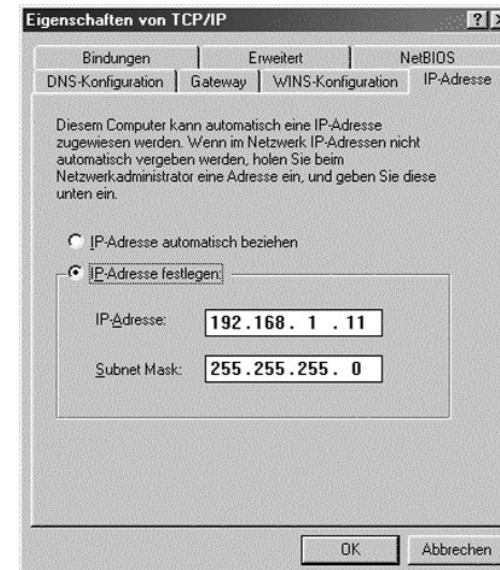 Eigenschaften von TCP/IP
Bindungen Erweitert NetBIOS
DNS-Konfiguration Gateway WINS-Konfiguration IP-Adresse
Diesem Computer kann automatisch eine IP-Adresse
zugewiesen werden. Wenn im Netzwerk IP-Adressen nicht
automatisch vergeben werden, holen Sie beim
Netzwerkadministrator eine Adresse ein, und geben Sie diese
unten ein.
IP-Adresse automatisch beziehen
IP-Adresse festlegen:
IP-Adresse: 192.168. 1 . 11
Subnet Mask: 255.255.255. 0
OK Abbrechen